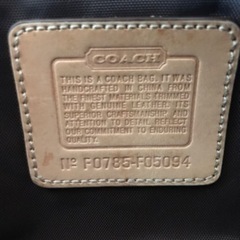 COACH
THIS IS A COACH BAG. IT WAS
HANDCRAFTED IN CHINA FROM
THE FINEST MATERIALS TRIMMED
WITH GENUINE LEATHER. ITS
SUPERIOR CRAFTSMANSHIP AND
ATTENTION TO DETAIL REFLECT
OUR COMMITMENT TO ENDURING
QUALITY.
Nº F0785-F05094